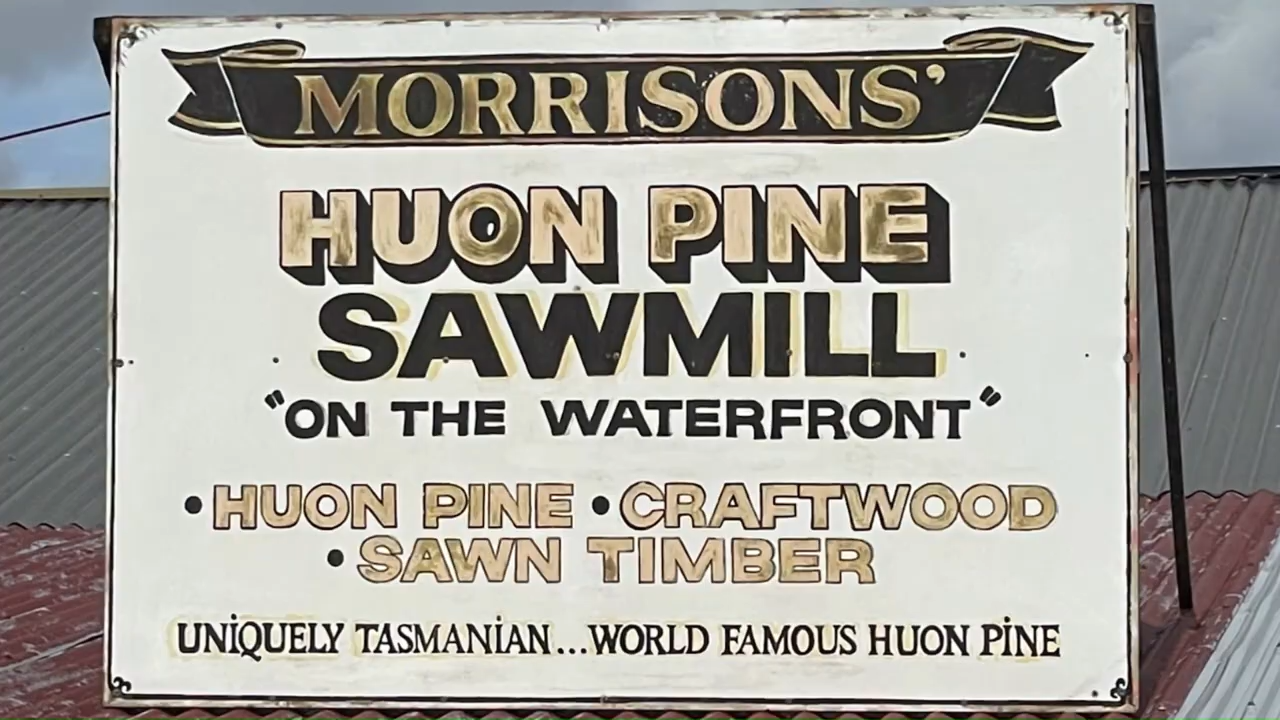 MORRISONS'
HUON PINE
SAWMILL
"ON THE WATERFRONT"
•HUON PINE •CRAFTWOOD
•SAWN TIMBER
UNiQUELY TASMANiAN...WORLD FAMOUS HUON PiNE